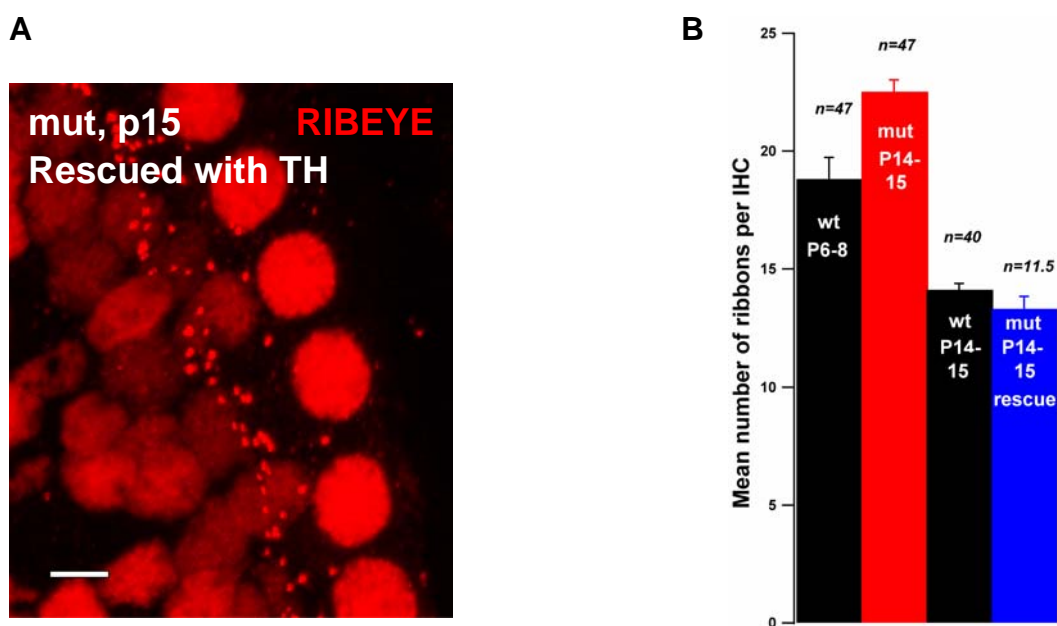 A
mut, p15 RIBEYE
Rescued with TH
B
Mean number of ribbons per IHC
25
20
15
10
5
0
n=47
wt
P6-8
n=47
mut
P14-
15
n=40
wt
P14-
15
n=11.5
mut
P14-
15
rescue